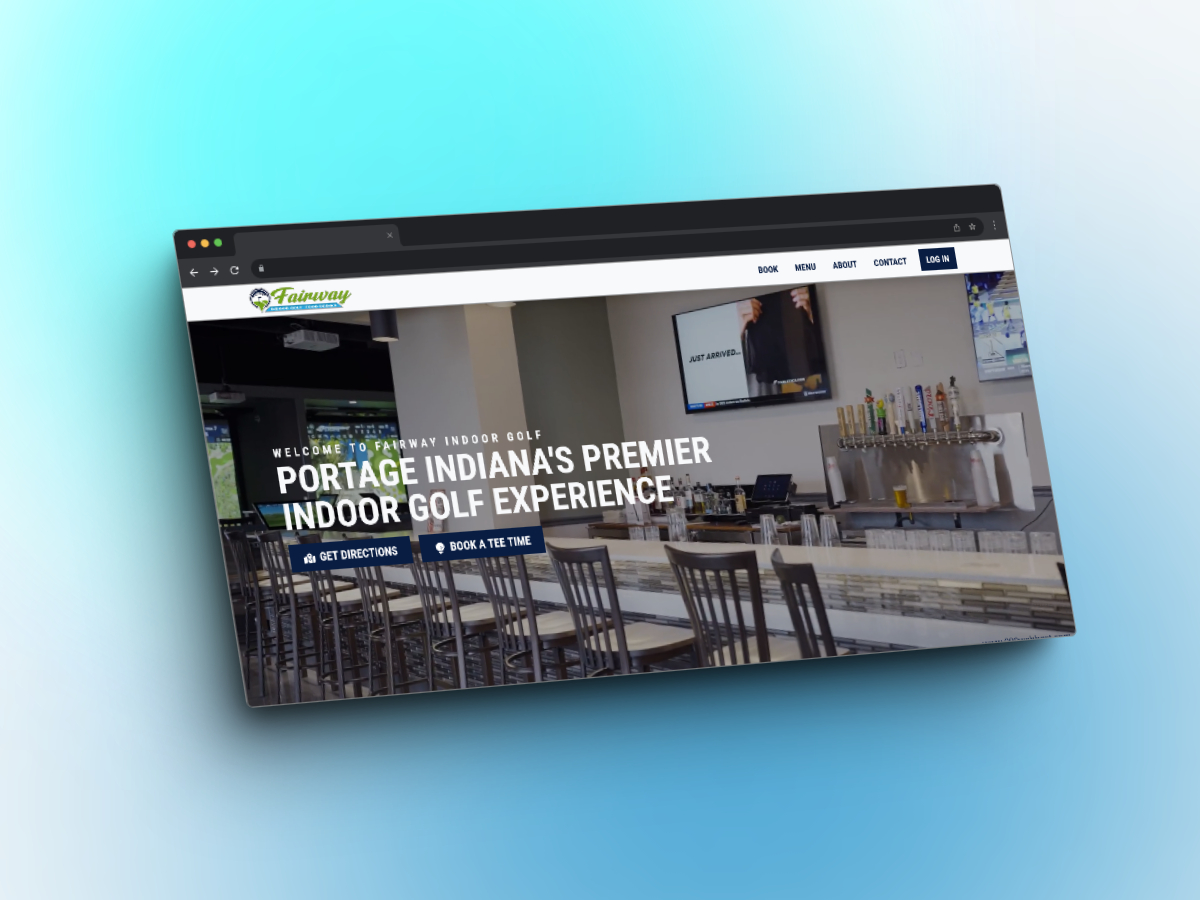 BOOK MENU ABOUT CONTACT LOG IN
Fairway
JUST ARRIVED...
WELCOME TO FAIRWAY INDOOR GOLF
PORTAGE INDIANA'S PREMIER
INDOOR GOLF EXPERIENCE
GET DIRECTIONS BOOK A TEE TIME